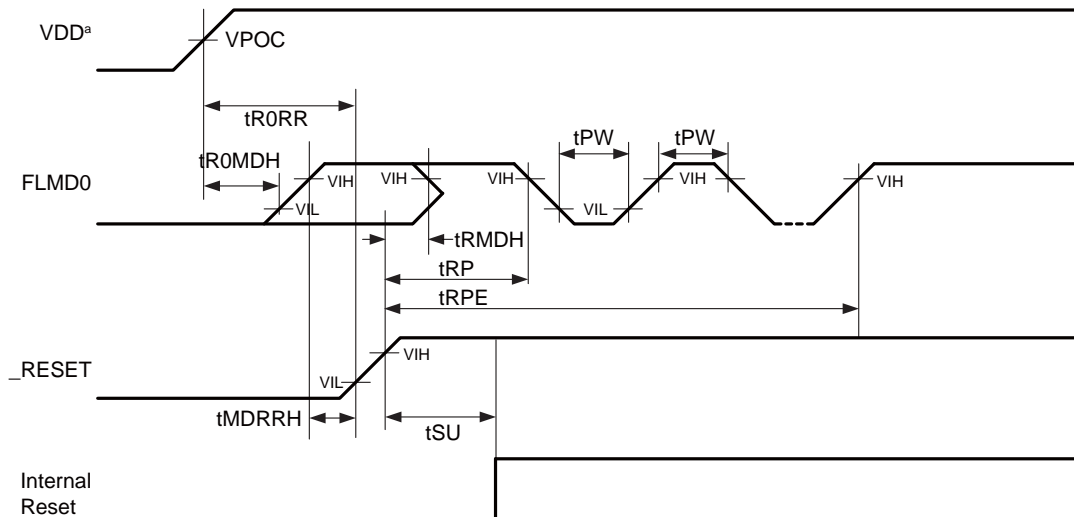 VDDᵃ
VPOC
tR0RR
tPW
tPW
tR0MDH
FLMD0
VIH
VIH
VIH
VIH
VIH
VIL
VIL
tRMDH
tRP
tRPE
_RESET
VIH
VIL
tMDRRH
tSU
Internal
Reset